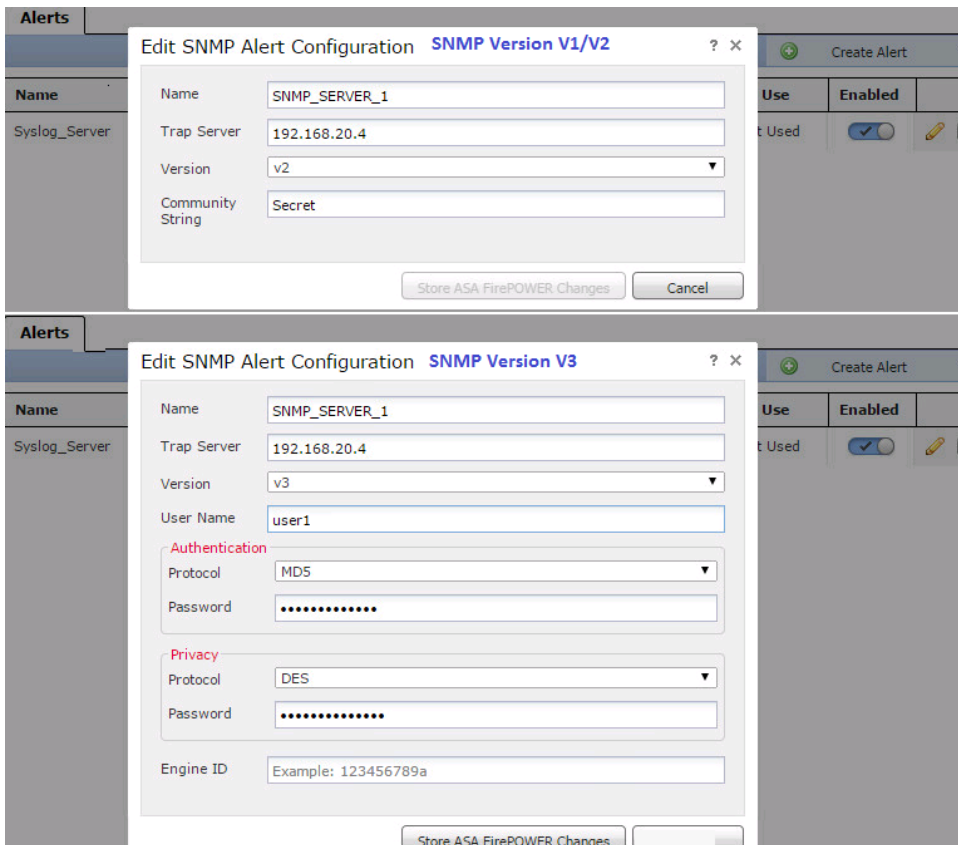 Alerts
Edit SNMP Alert Configuration SNMP Version V1/V2 ? ×
Create Alert
Name Use Enabled
Syslog_Server t Used
Name SNMP_SERVER_1
Trap Server 192.168.20.4
Version v2
Community String Secret
Store ASA FirePOWER Changes Cancel
Alerts
Edit SNMP Alert Configuration SNMP Version V3 ? ×
Create Alert
Name Use Enabled
Syslog_Server t Used
Name SNMP_SERVER_1
Trap Server 192.168.20.4
Version v3
User Name user1
Authentication
Protocol MD5
Password •••••••••••••
Privacy
Protocol DES
Password ••••••••••••••
Engine ID Example: 123456789a
Store ASA FirePOWER Changes